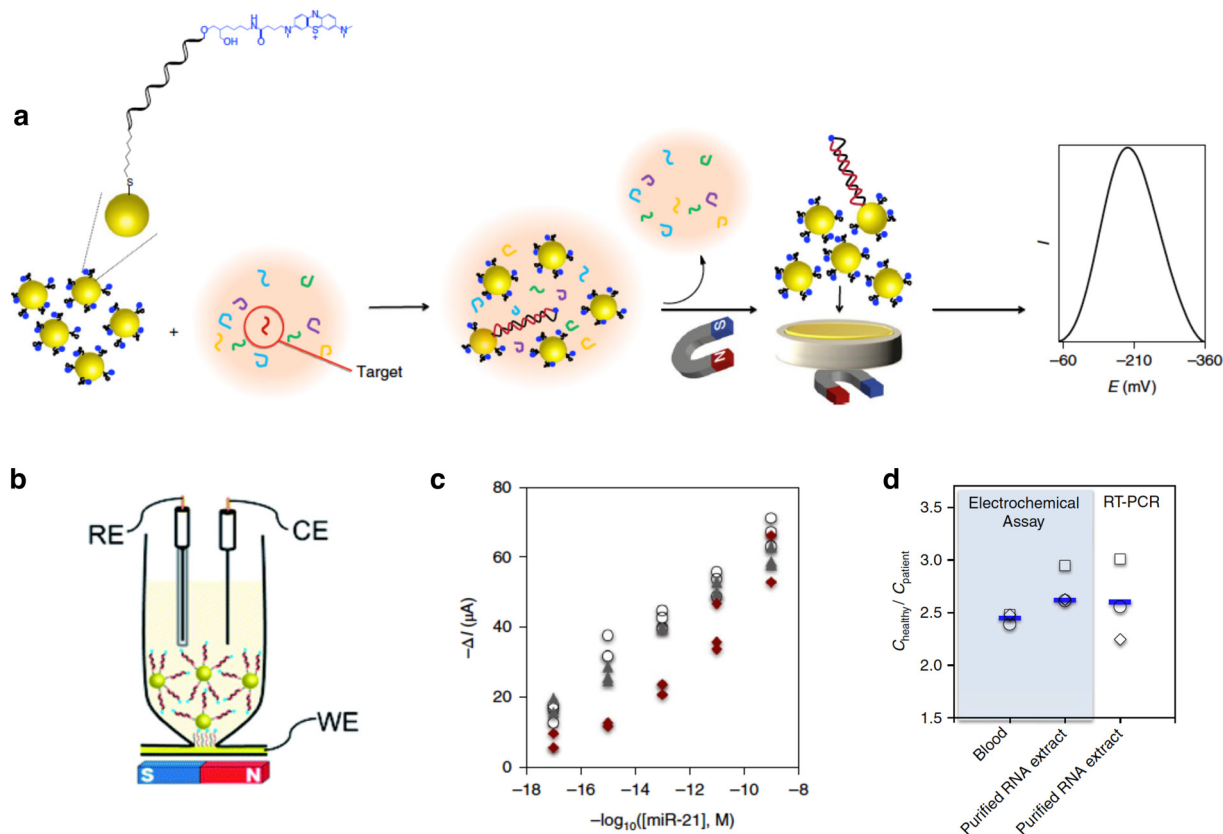 a
O
OH
H
N
O
N
N
S
+
N
S
+
Target
S
N
I
−60
−210
−360
E (mV)
b
RE
CE
WE
S
N
c
80
60
40
20
0
−ΔI (µA)
−18
−16
−14
−12
−10
−8
−log10([miR-21], M)
d
Electrochemical
Assay
RT-PCR
3.5
3.0
2.5
2.0
1.5
Chealthy/ Cpatient
Blood
Purified RNA extract
Purified RNA extract